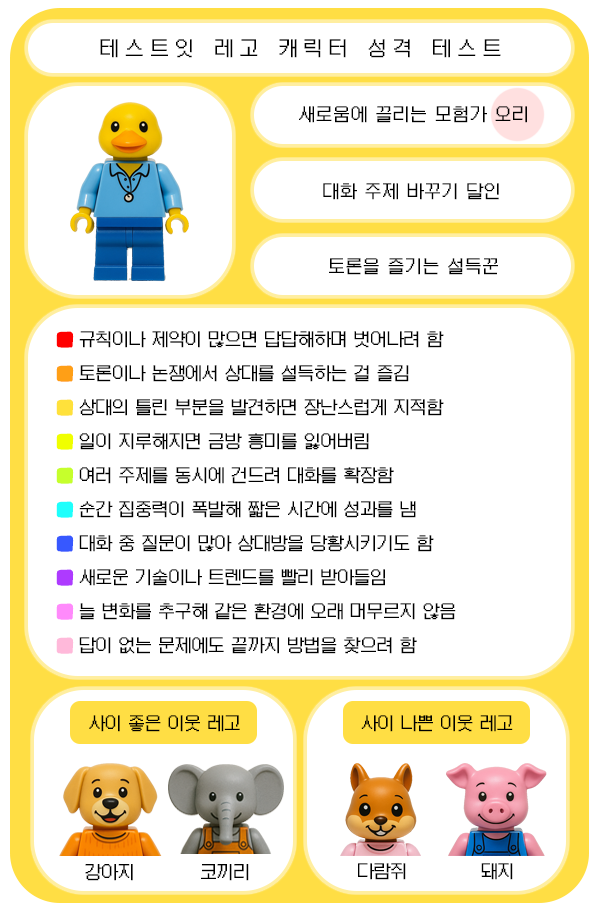 테스트잇 레고 캐릭터 성격 테스트
새로움에 끌리는 모험가 오리
대화 주제 바꾸기 달인
토론을 즐기는 설득꾼
규칙이나 제약이 많으면 답답해하며 벗어나려 함
토론이나 논쟁에서 상대를 설득하는 걸 즐김
상대의 틀린 부분을 발견하면 장난스럽게 지적함
일이 지루해지면 금방 흥미를 잃어버림
여러 주제를 동시에 건드려 대화를 확장함
순간 집중력이 폭발해 짧은 시간에 성과를 냄
대화 중 질문이 많아 상대방을 당황시키기도 함
새로운 기술이나 트렌드를 빨리 받아들임
늘 변화를 추구해 같은 환경에 오래 머무르지 않음
답이 없는 문제에도 끝까지 방법을 찾으려 함
사이 좋은 이웃 레고
사이 나쁜 이웃 레고
강아지
코끼리
다람쥐
돼지